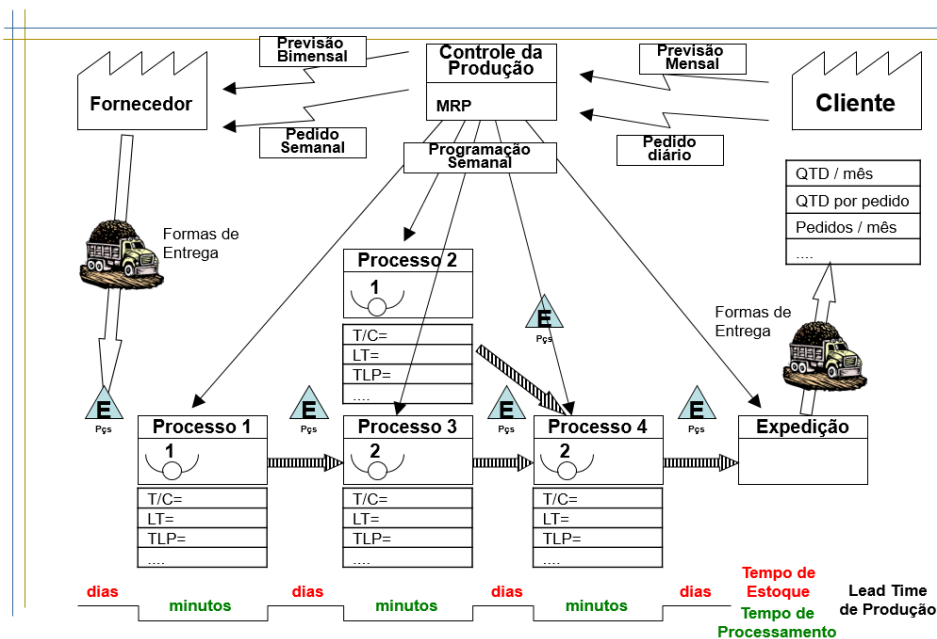 Previsão
Bimensal
Controle da
Produção
MRP
Previsão
Mensal
Fornecedor
Cliente
Pedido
Semanal
Programação
Semanal
Pedido
diário
QTD / mês
QTD por pedido
Pedidos / mês
....
Formas de
Entrega
Processo 2
1
T/C=
LT=
TLP=
....
E
Pçs
Formas de
Entrega
E
Pçs
E
Pçs
E
Pçs
E
Pçs
Processo 1
1
T/C=
LT=
TLP=
....
Processo 3
2
T/C=
LT=
TLP=
....
Processo 4
2
T/C=
LT=
TLP=
....
Expedição
dias
minutos
dias
minutos
dias
minutos
dias
Tempo de
Estoque
Tempo de
Processamento
Lead Time
de Produção